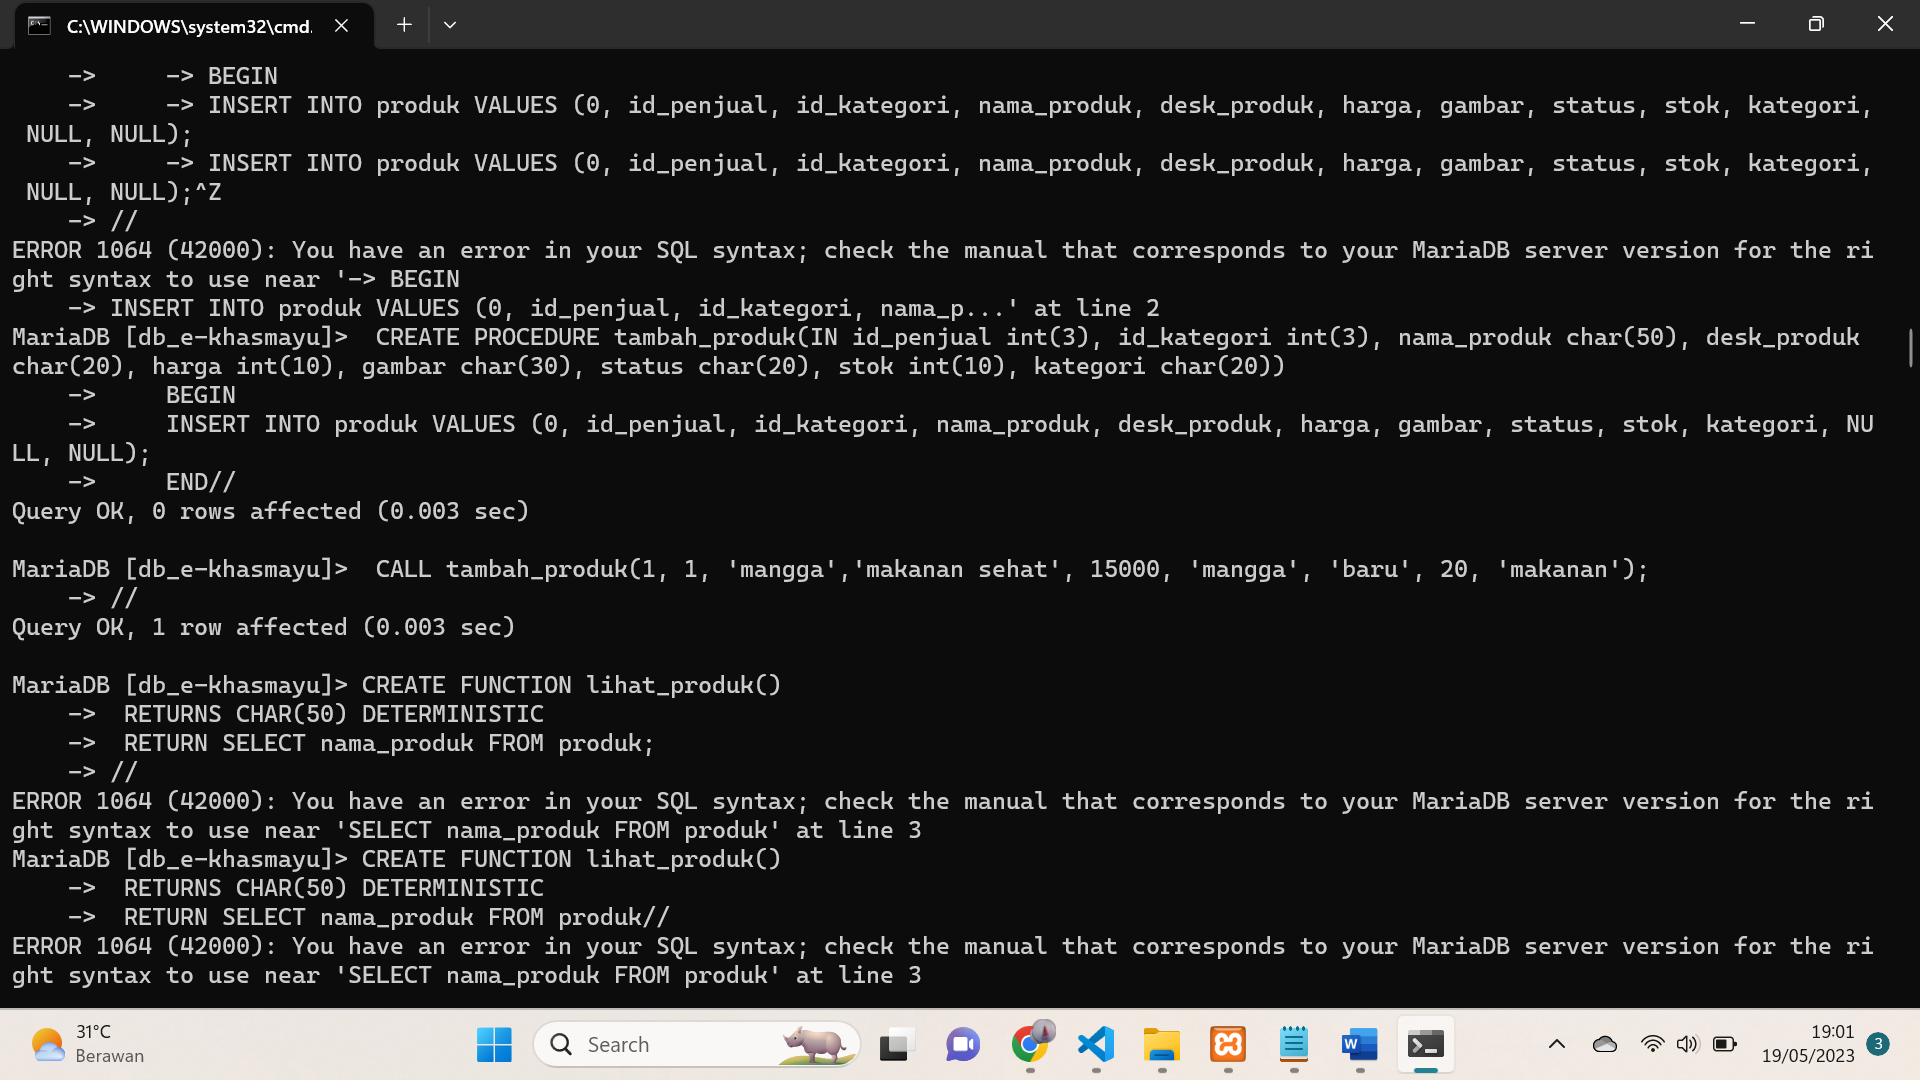 C:\WINDOWS\system32\cmd.
-> -> BEGIN
-> -> INSERT INTO produk VALUES (0, id_penjual, id_kategori, nama_produk, desk_produk, harga, gambar, status, stok, kategori,
NULL, NULL);
-> -> INSERT INTO produk VALUES (0, id_penjual, id_kategori, nama_produk, desk_produk, harga, gambar, status, stok, kategori,
NULL, NULL);^Z
-> //
ERROR 1064 (42000): You have an error in your SQL syntax; check the manual that corresponds to your MariaDB server version for the ri
ght syntax to use near '-> BEGIN
-> INSERT INTO produk VALUES (0, id_penjual, id_kategori, nama_p...' at line 2
MariaDB [db_e-khasmayu]> CREATE PROCEDURE tambah_produk(IN id_penjual int(3), id_kategori int(3), nama_produk char(50), desk_produk
char(20), harga int(10), gambar char(30), status char(20), stok int(10), kategori char(20))
-> BEGIN
-> INSERT INTO produk VALUES (0, id_penjual, id_kategori, nama_produk, desk_produk, harga, gambar, status, stok, kategori, NU
LL, NULL);
-> END//
Query OK, 0 rows affected (0.003 sec)
MariaDB [db_e-khasmayu]> CALL tambah_produk(1, 1, 'mangga','makanan sehat', 15000, 'mangga', 'baru', 20, 'makanan');
-> //
Query OK, 1 row affected (0.003 sec)
MariaDB [db_e-khasmayu]> CREATE FUNCTION lihat_produk()
-> RETURNS CHAR(50) DETERMINISTIC
-> RETURN SELECT nama_produk FROM produk;
-> //
ERROR 1064 (42000): You have an error in your SQL syntax; check the manual that corresponds to your MariaDB server version for the ri
ght syntax to use near 'SELECT nama_produk FROM produk' at line 3
MariaDB [db_e-khasmayu]> CREATE FUNCTION lihat_produk()
-> RETURNS CHAR(50) DETERMINISTIC
-> RETURN SELECT nama_produk FROM produk//
ERROR 1064 (42000): You have an error in your SQL syntax; check the manual that corresponds to your MariaDB server version for the ri
ght syntax to use near 'SELECT nama_produk FROM produk' at line 3
31°C
Berawan
Search
W
19:01
19/05/2023
3